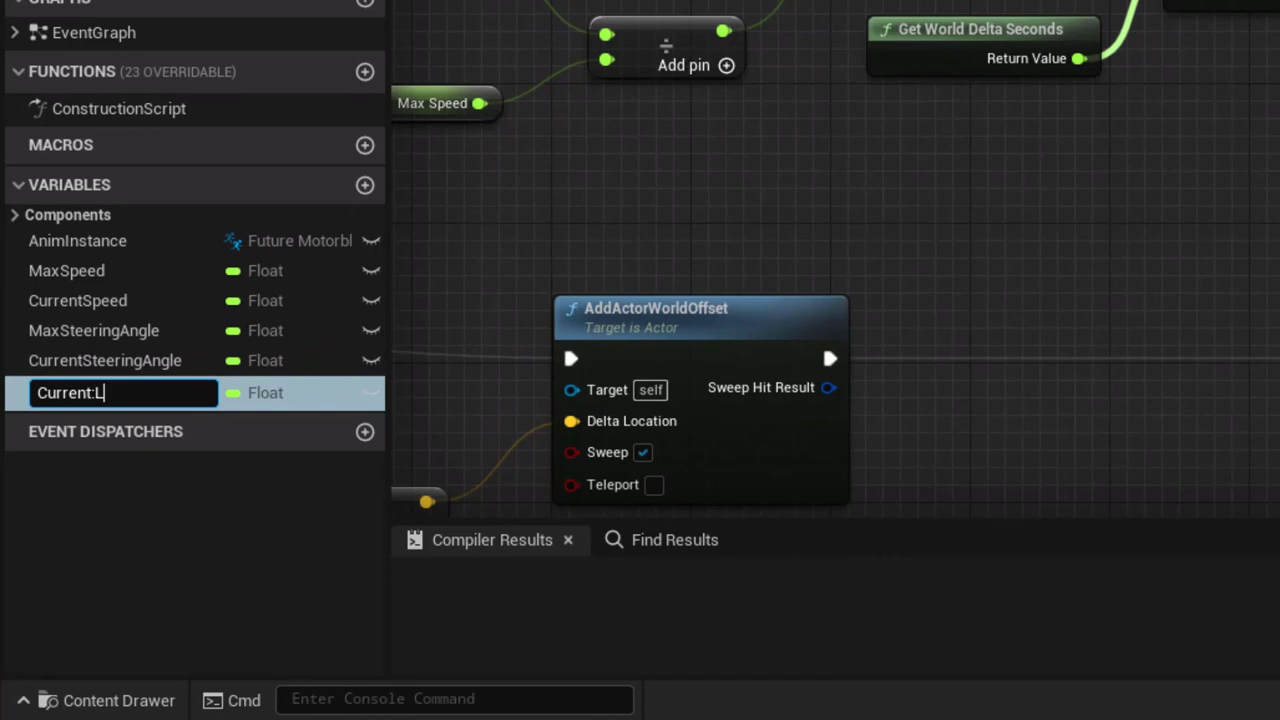 EventGraph
FUNCTIONS (23 OVERRIDABLE)
ConstructionScript
MACROS
VARIABLES
Components
AnimInstance Future Motorbl
MaxSpeed Float
CurrentSpeed Float
MaxSteeringAngle Float
CurrentSteeringAngle Float
Current:L Float
EVENT DISPATCHERS
Add pin
Max Speed
Get World Delta Seconds
Return Value
AddActorWorldOffset
Target is Actor
Target self Sweep Hit Result
Delta Location
Sweep
Teleport
Compiler Results
Find Results
Content Drawer
Cmd
Enter Console Command